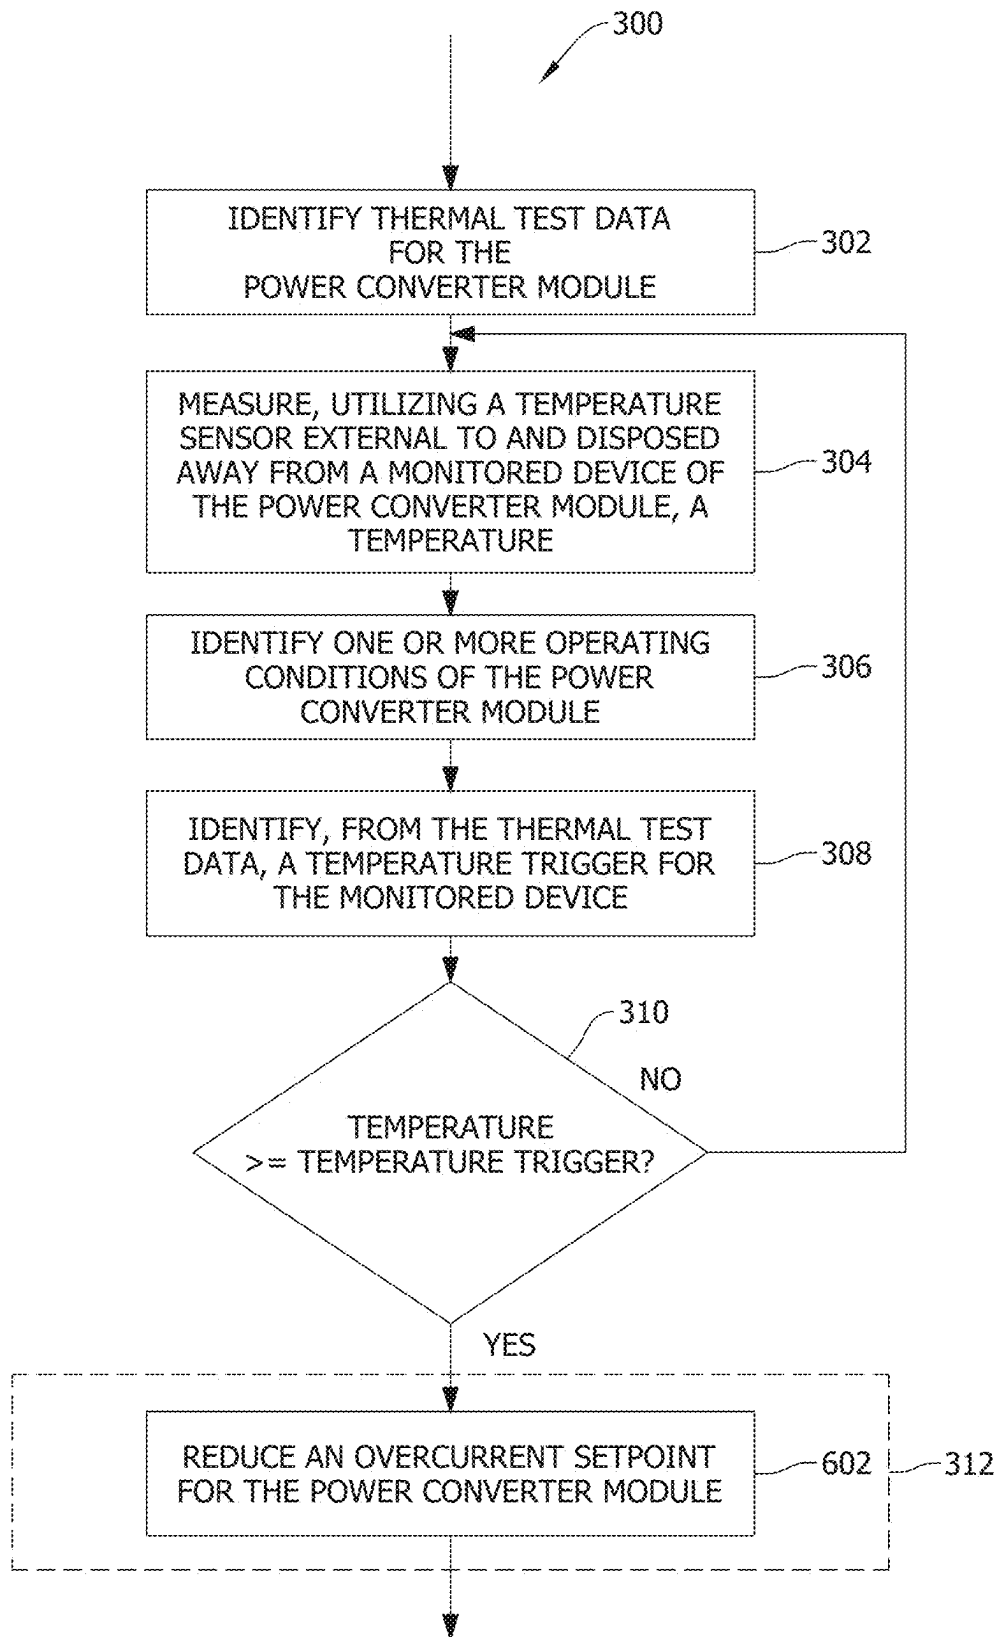 300
IDENTIFY THERMAL TEST DATA
FOR THE
POWER CONVERTER MODULE
302
MEASURE, UTILIZING A TEMPERATURE
SENSOR EXTERNAL TO AND DISPOSED
AWAY FROM A MONITORED DEVICE OF
THE POWER CONVERTER MODULE, A
TEMPERATURE
304
IDENTIFY ONE OR MORE OPERATING
CONDITIONS OF THE POWER
CONVERTER MODULE
306
IDENTIFY, FROM THE THERMAL TEST
DATA, A TEMPERATURE TRIGGER FOR
THE MONITORED DEVICE
308
310
NO
TEMPERATURE
>= TEMPERATURE TRIGGER?
YES
REDUCE AN OVERCURRENT SETPOINT
FOR THE POWER CONVERTER MODULE
602
312